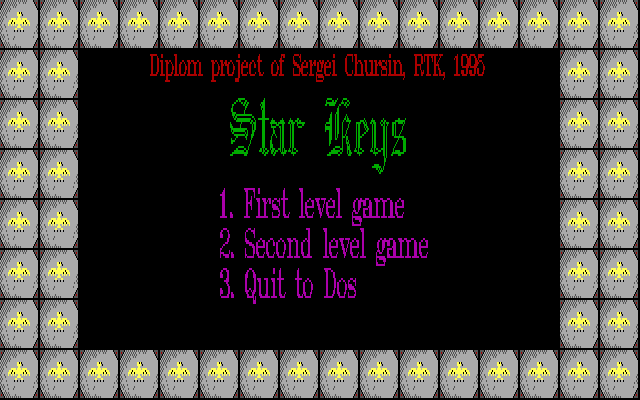 Diplom project of Sergei Chursin, RTK, 1995
Star Keys
1. First level game
2. Second level game
3. Quit to Dos